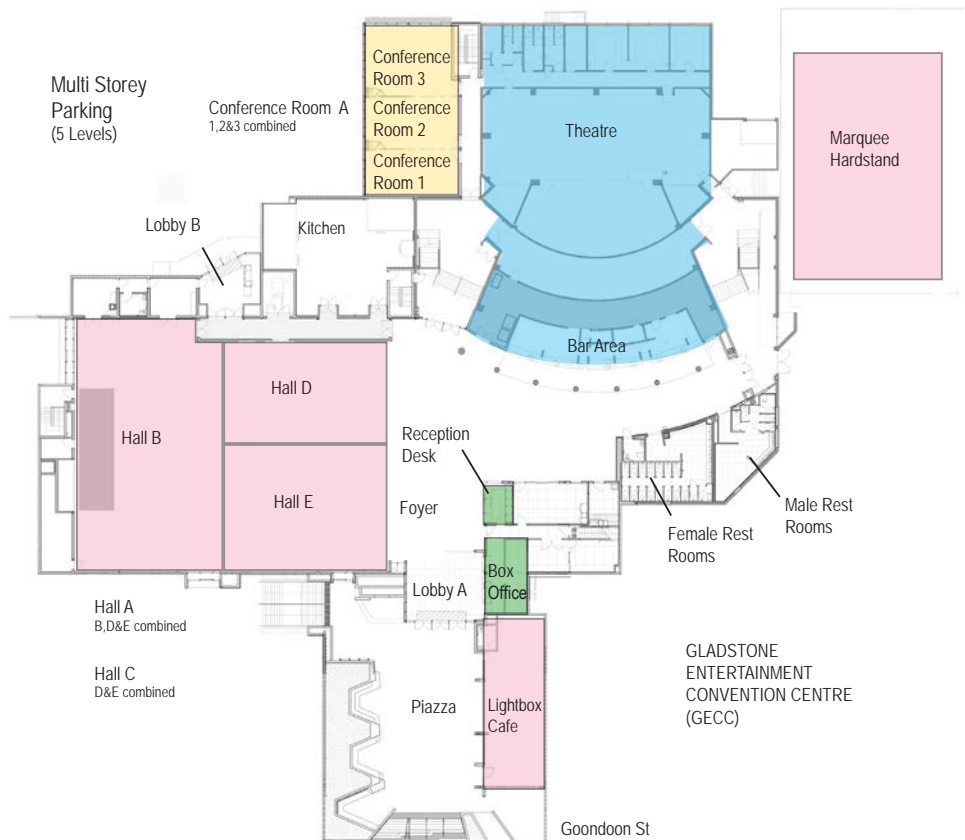 Multi Storey
Parking
(5 Levels)
Conference Room A
1,2&3 combined
Conference
Room 3
Conference
Room 2
Conference
Room 1
Theatre
Marquee
Hardstand
Lobby B
Kitchen
Bar Area
Hall B
Hall D
Hall E
Reception
Desk
Foyer
Female Rest
Rooms
Male Rest
Rooms
Box
Office
Lobby A
Hall A
B,D&E combined
Hall C
D&E combined
Piazza
Lightbox
Cafe
GLADSTONE
ENTERTAINMENT
CONVENTION CENTRE
(GECC)
Goondoon St